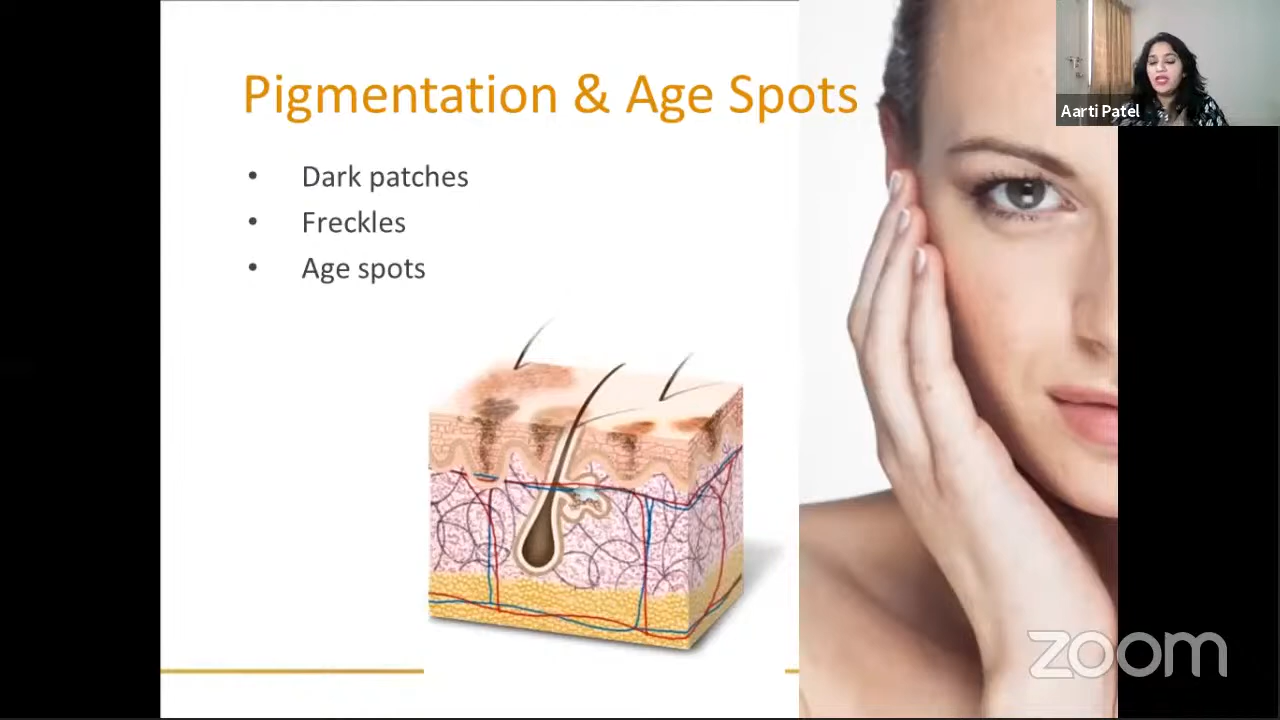 Pigmentation & Age Spots
• Dark patches
• Freckles
• Age spots
Aarti Patel
zoom